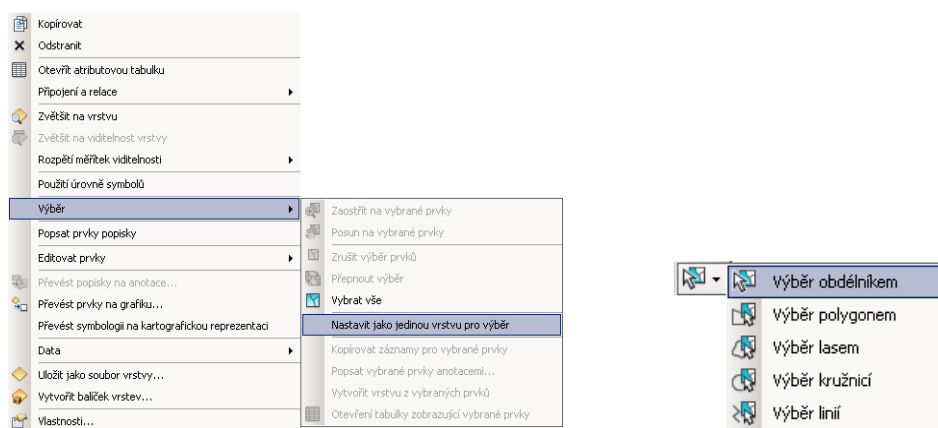 Kopírovat
Odstranit
Otevřít atributovou tabulku
Připojení a relace
Zvětšit na vrstvu
Zvětšit na viditelnost vrstvy
Rozpětí měřítek viditelnosti
Použití úrovně symbolů
Výběr
Popsat prvky popisky
Editovat prvky
Převést popisky na anotace...
Převést prvky na grafiku...
Převést symbologii na kartografickou reprezentaci
Data
Uložit jako soubor vrstvy...
Vytvořit balíček vrstev...
Vlastnosti...
Zaostřit na vybrané prvky
Posun na vybrané prvky
Zrušit výběr prvků
Přepnout výběr
Vybrat vše
Nastavit jako jedinou vrstvu pro výběr
Kopírovat záznamy pro vybrané prvky
Popsat vybrané prvky anotacemi...
Vytvořit vrstvu z vybraných prvků
Otevření tabulky zobrazující vybrané prvky
Výběr obdélníkem
Výběr polygonem
Výběr lasem
Výběr kružnicí
Výběr linií